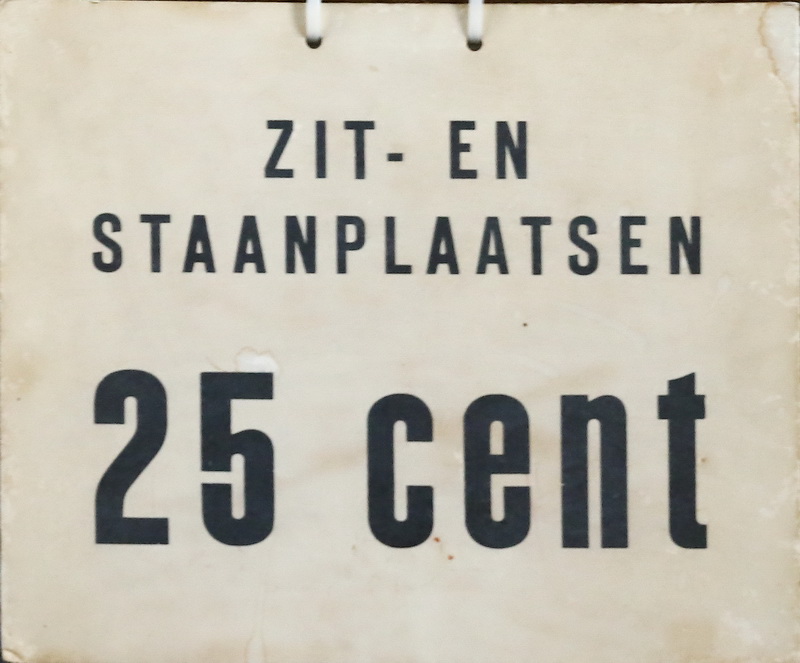 ZIT- EN
STAANPLAATSEN
25 cent